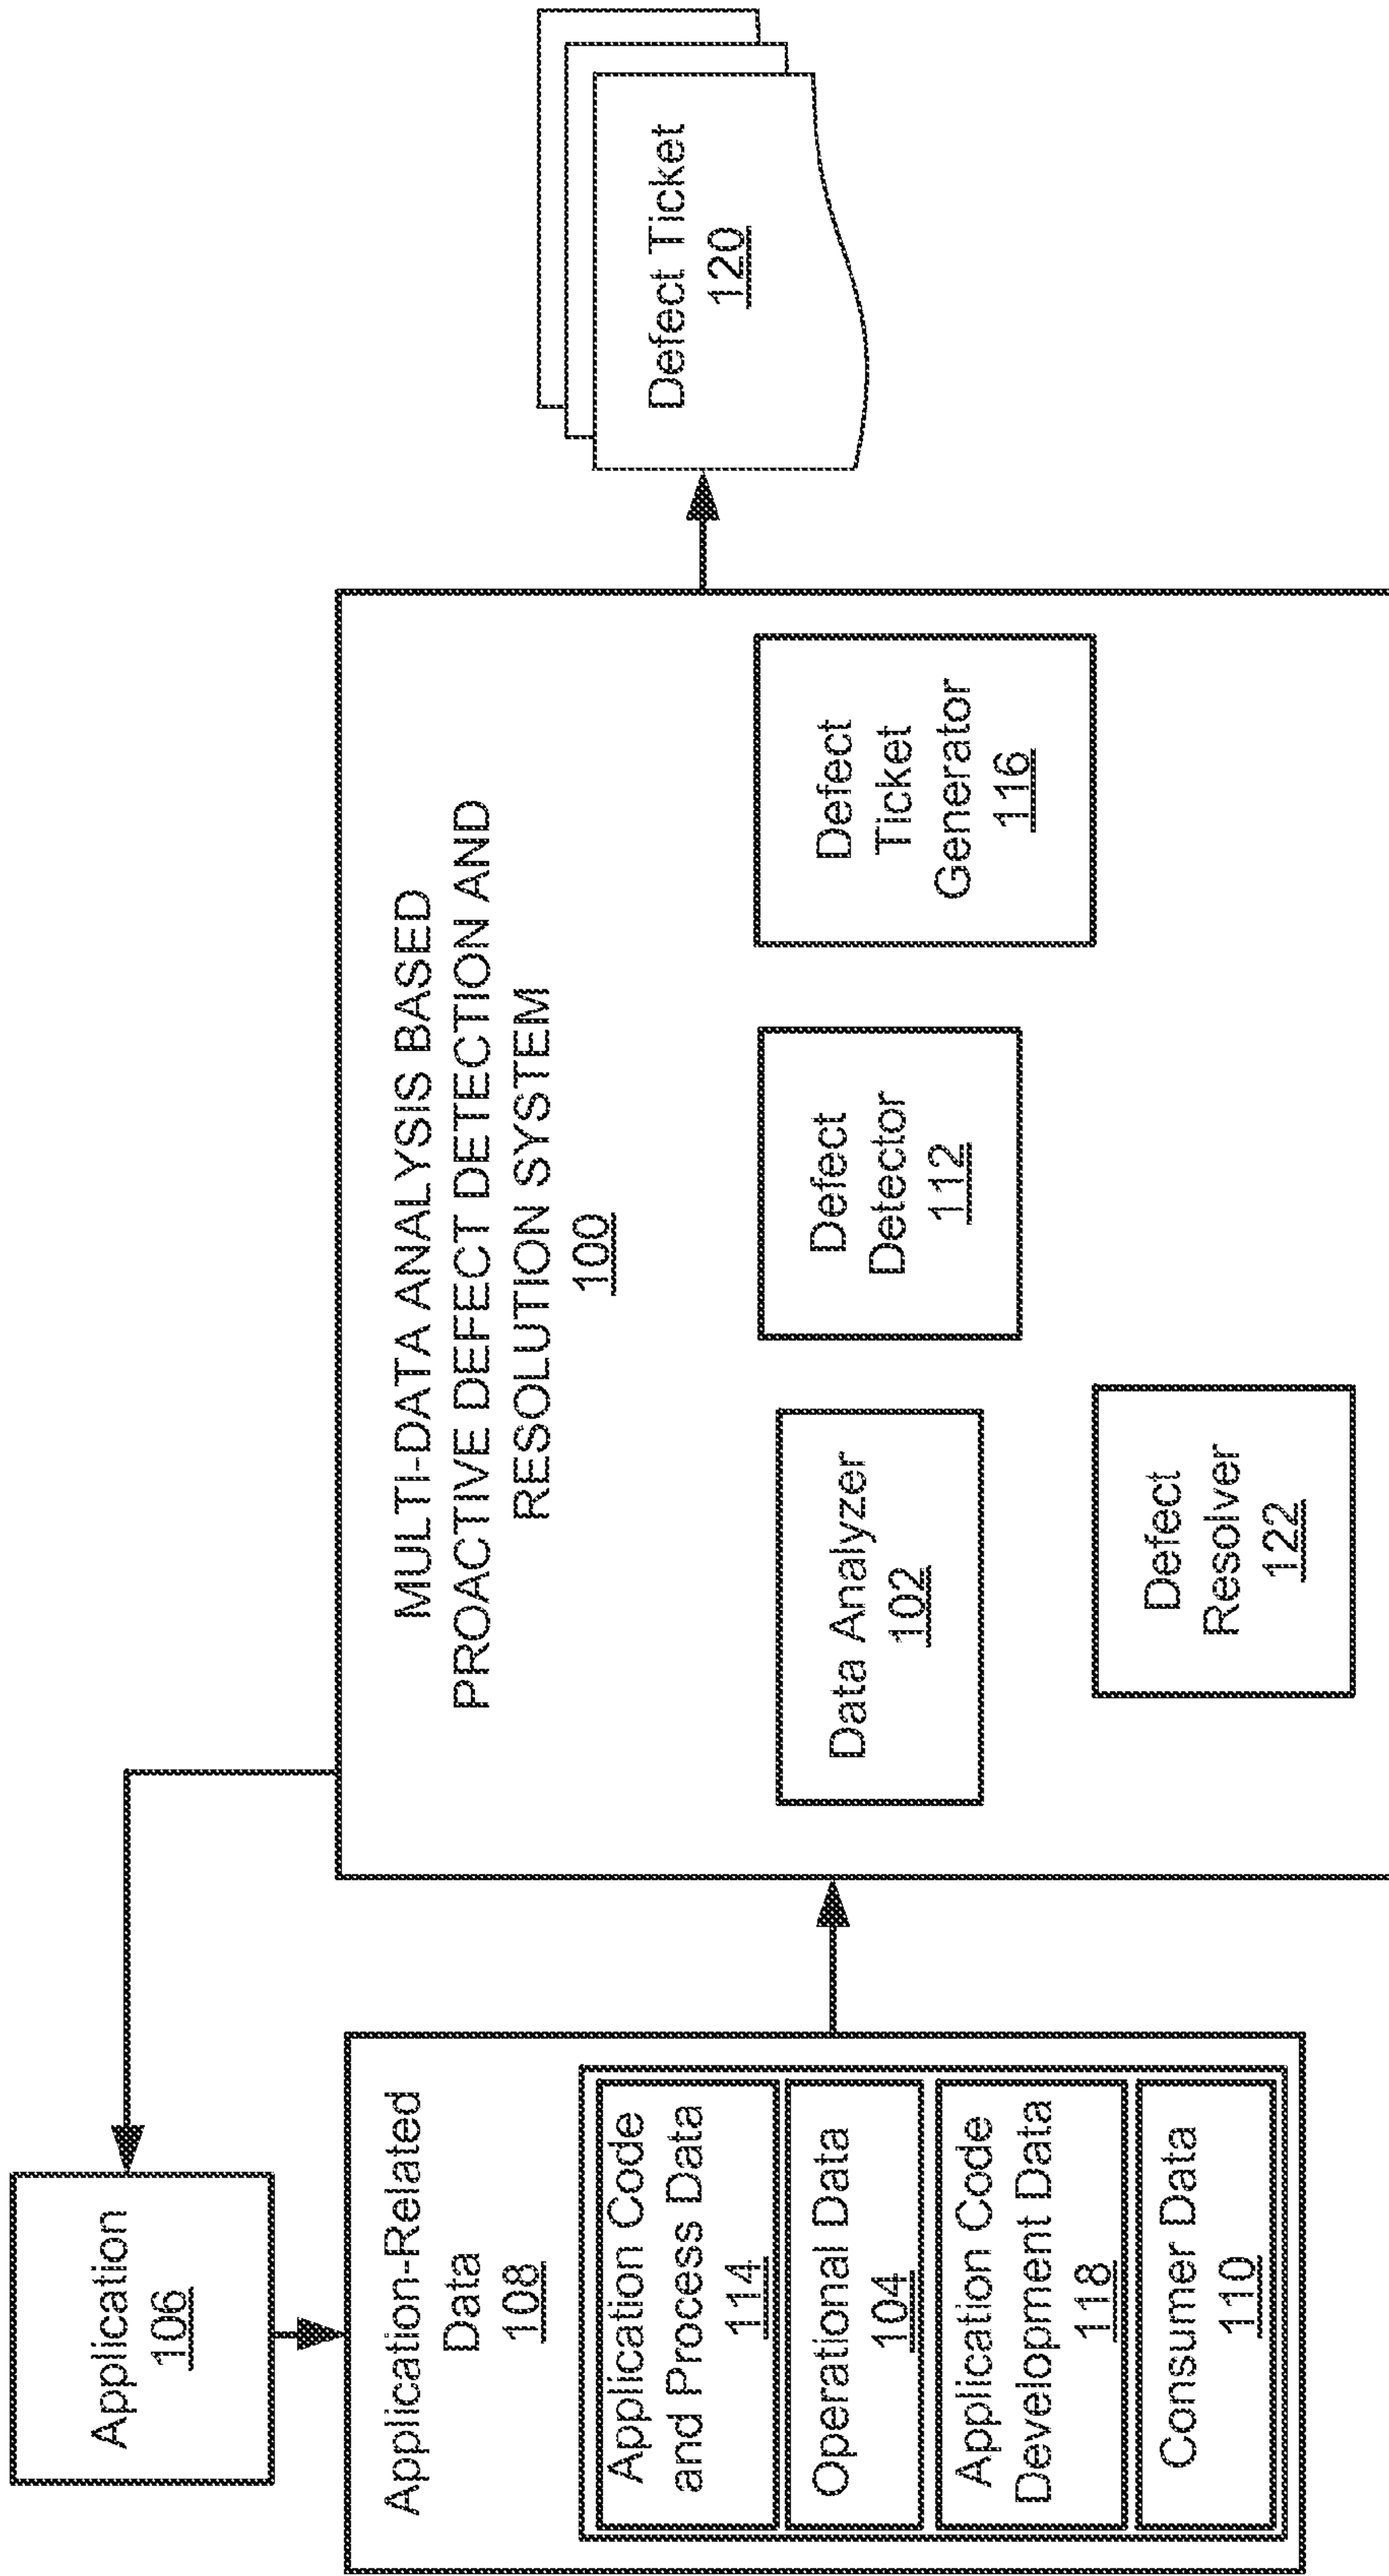 Application
106
Application-Related
Data
108
Application Code
and Process Data
114
Operational Data
104
Application Code
Development Data
118
Consumer Data
110
MULTI-DATA ANALYSIS BASED
PROACTIVE DEFECT DETECTION AND
RESOLUTION SYSTEM
100
Data Analyzer
102
Defect
Detector
112
Defect
Ticket
Generator
116
Defect
Resolver
122
Defect Ticket
120